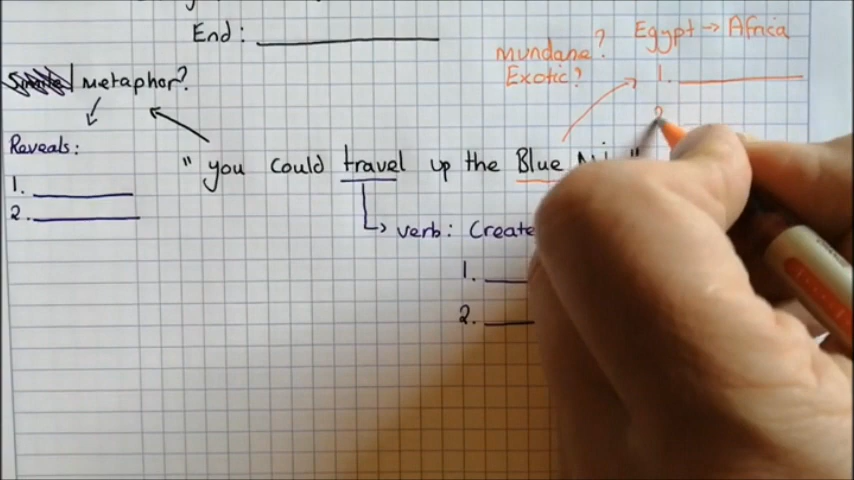 End:
Egypt → Africa
mundane?
Exotic?
1.
2
metaphor?
Reveals:
1.
2.
"you could travel up the Blue "
verb: Create
1.
2.